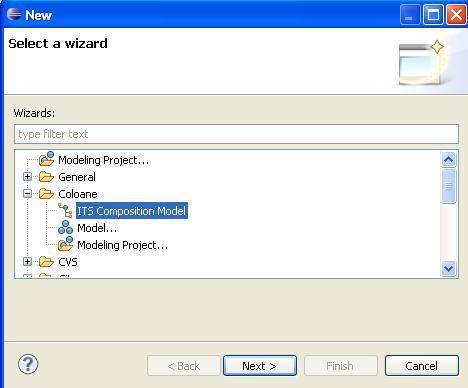 New
Select a wizard
Wizards:
type filter text
Modeling Project...
General
Coloane
ITS Composition Model
Model...
Modeling Project...
CVS
? < Back Next > Finish Cancel